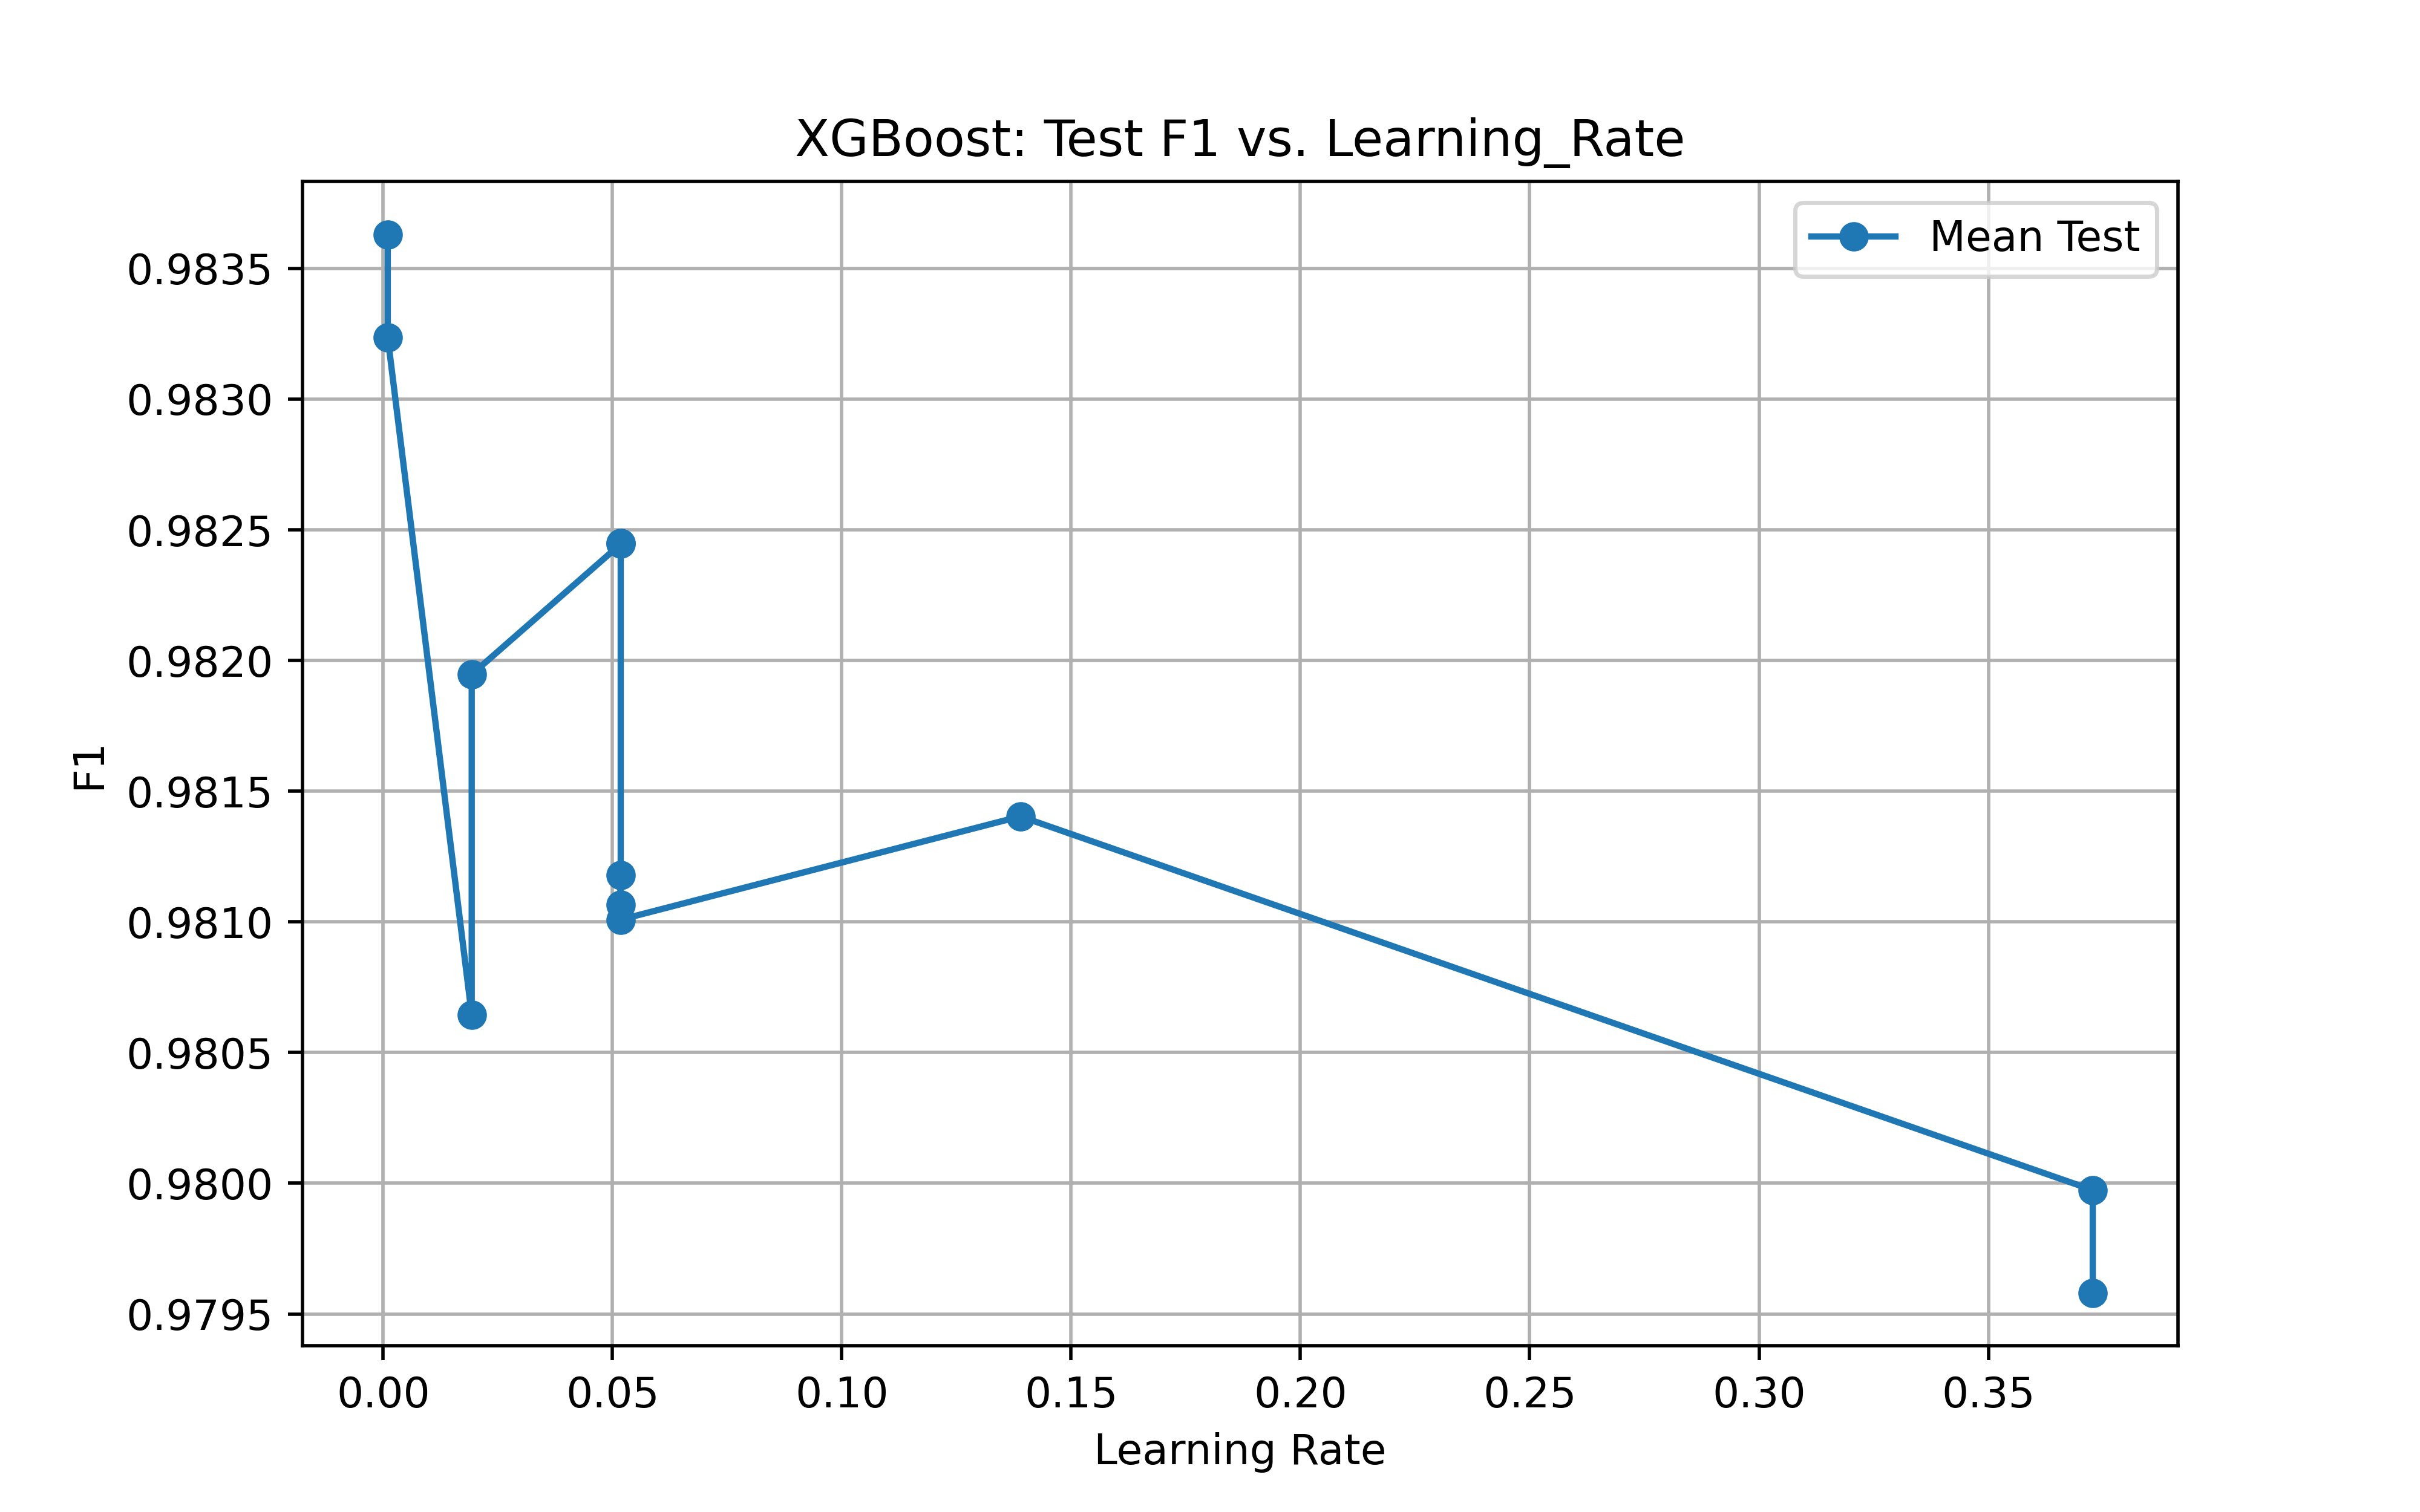 XGBoost: Test F1 vs. Learning_Rate
Mean Test
F1
0.9835
0.9830
0.9825
0.9820
0.9815
0.9810
0.9805
0.9800
0.9795
0.00 0.05 0.10 0.15 0.20 0.25 0.30 0.35
Learning Rate